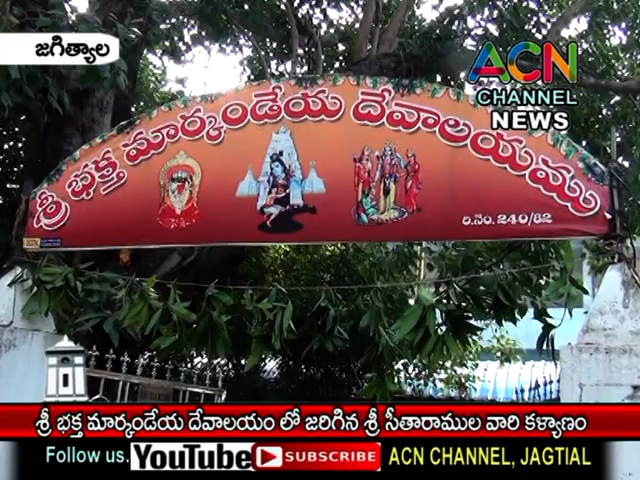 జగిత్యాల
ACN
CHANNEL
NEWS
శ్రీ భక్త మార్కండేయ దేవాలయము
రి.నెం. 240/82
ACN
శ్రీ భక్త మార్కండేయ దేవాలయం లో జరిగిన శ్రీ సీతారాముల వారి కళ్యాణం
Follow us. YouTube SUBSCRIBE ACN CHANNEL, JAGTIAL